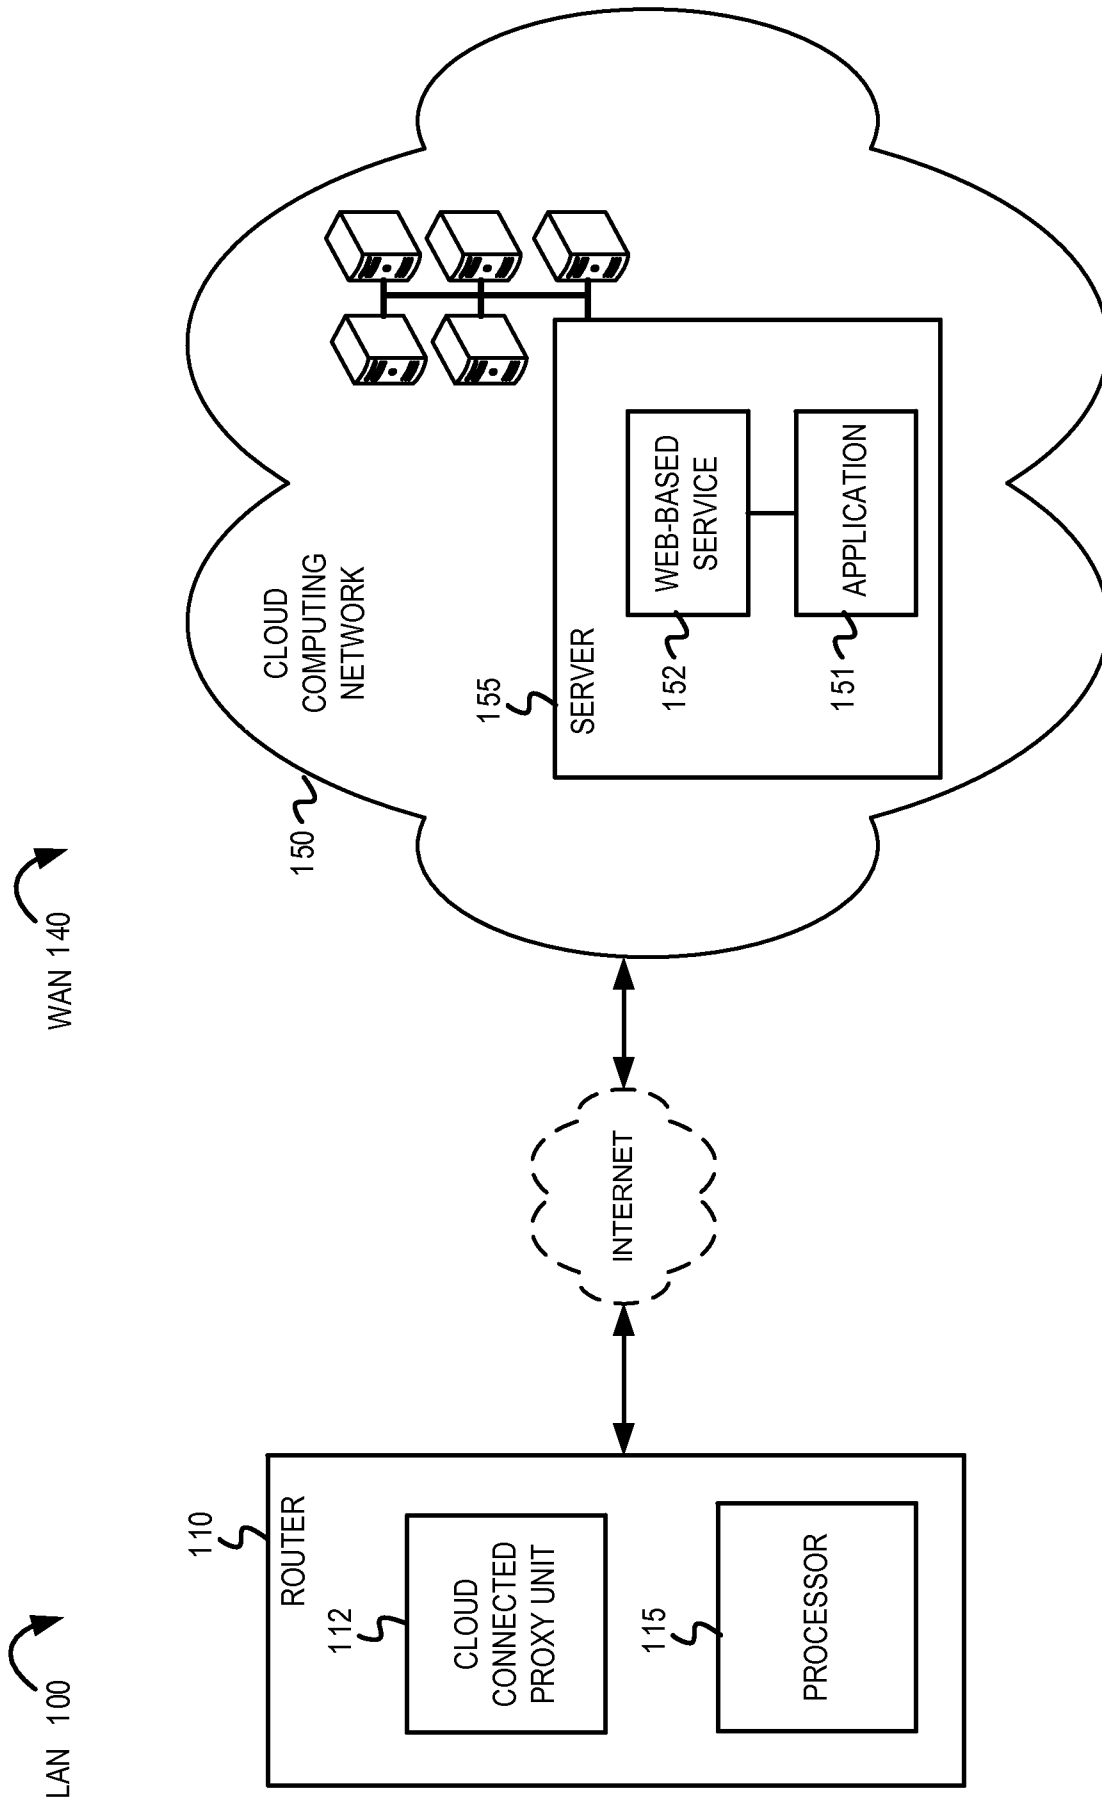 LAN 100
WAN 140
110
ROUTER
112
CLOUD
CONNECTED
PROXY UNIT
115
PROCESSOR
INTERNET
150
CLOUD
COMPUTING
NETWORK
155
SERVER
152
WEB-BASED
SERVICE
151
APPLICATION